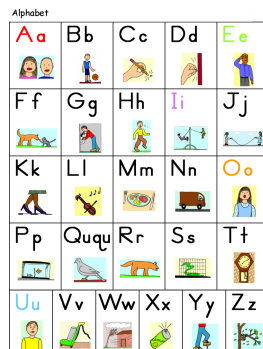 Alphabet
Aa Bb Cc Dd Ee
Ff Gg Hh Ii Jj
Kk Ll Mm Nn Oo
Pp Ququ Rr Ss Tt
Uu Vv Ww Xx Yy Zz